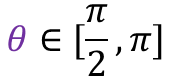 θ ∈ [π/2, π]